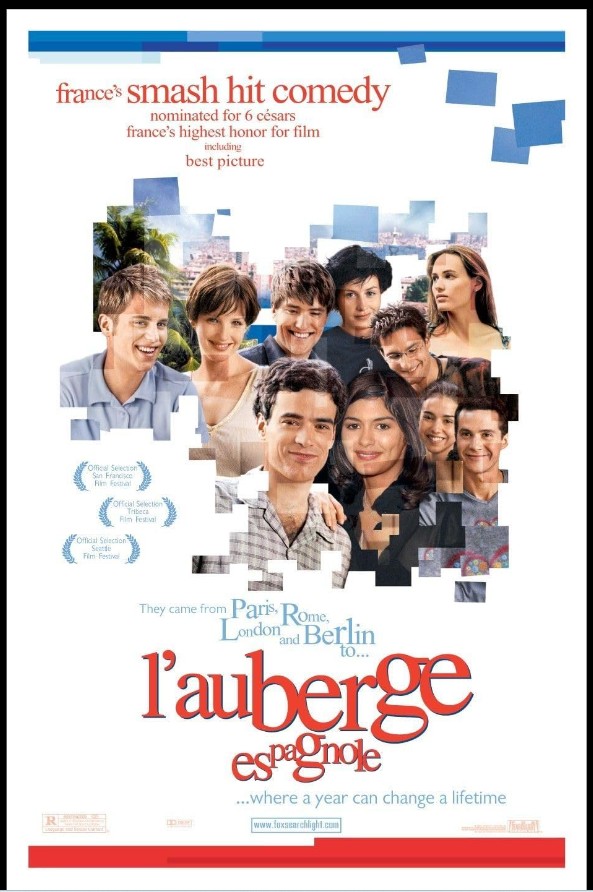 france's smash hit comedy
nominated for 6 césars
france's highest honor for film
including
best picture
Official Selection
San Francisco
Film Festival
Official Selection
Tribeca
Film Festival
Official Selection
Seattle
Film Festival
They came from Paris, Rome,
London and Berlin
to...
l'auberge
espagnole
...where a year can change a lifetime
R
www.foxsearchlight.com